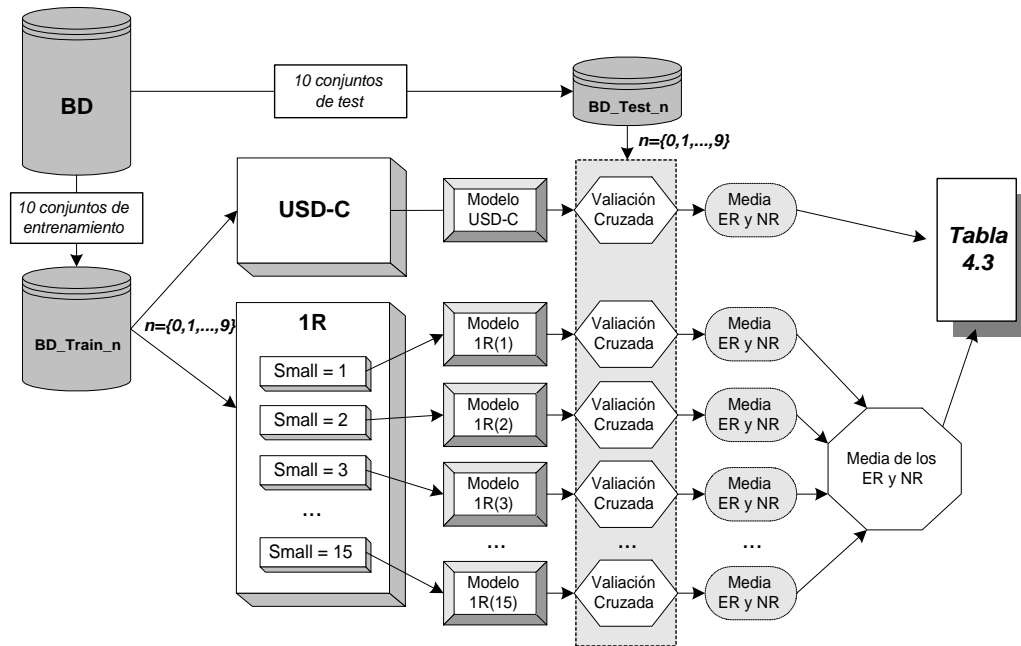 BD
10 conjuntos
de test
BD_Test_n
n={0,1,...,9}
10 conjuntos de
entrenamiento
BD_Train_n
n={0,1,...,9}
USD-C
Modelo
USD-C
Valiación
Cruzada
Media
ER y NR
Tabla
4.3
1R
Small = 1
Modelo
1R(1)
Valiación
Cruzada
Media
ER y NR
Small = 2
Modelo
1R(2)
Valiación
Cruzada
Media
ER y NR
Small = 3
Modelo
1R(3)
Valiación
Cruzada
Media
ER y NR
Media de los
ER y NR
...
...
...
...
Small = 15
Modelo
1R(15)
Valiación
Cruzada
Media
ER y NR